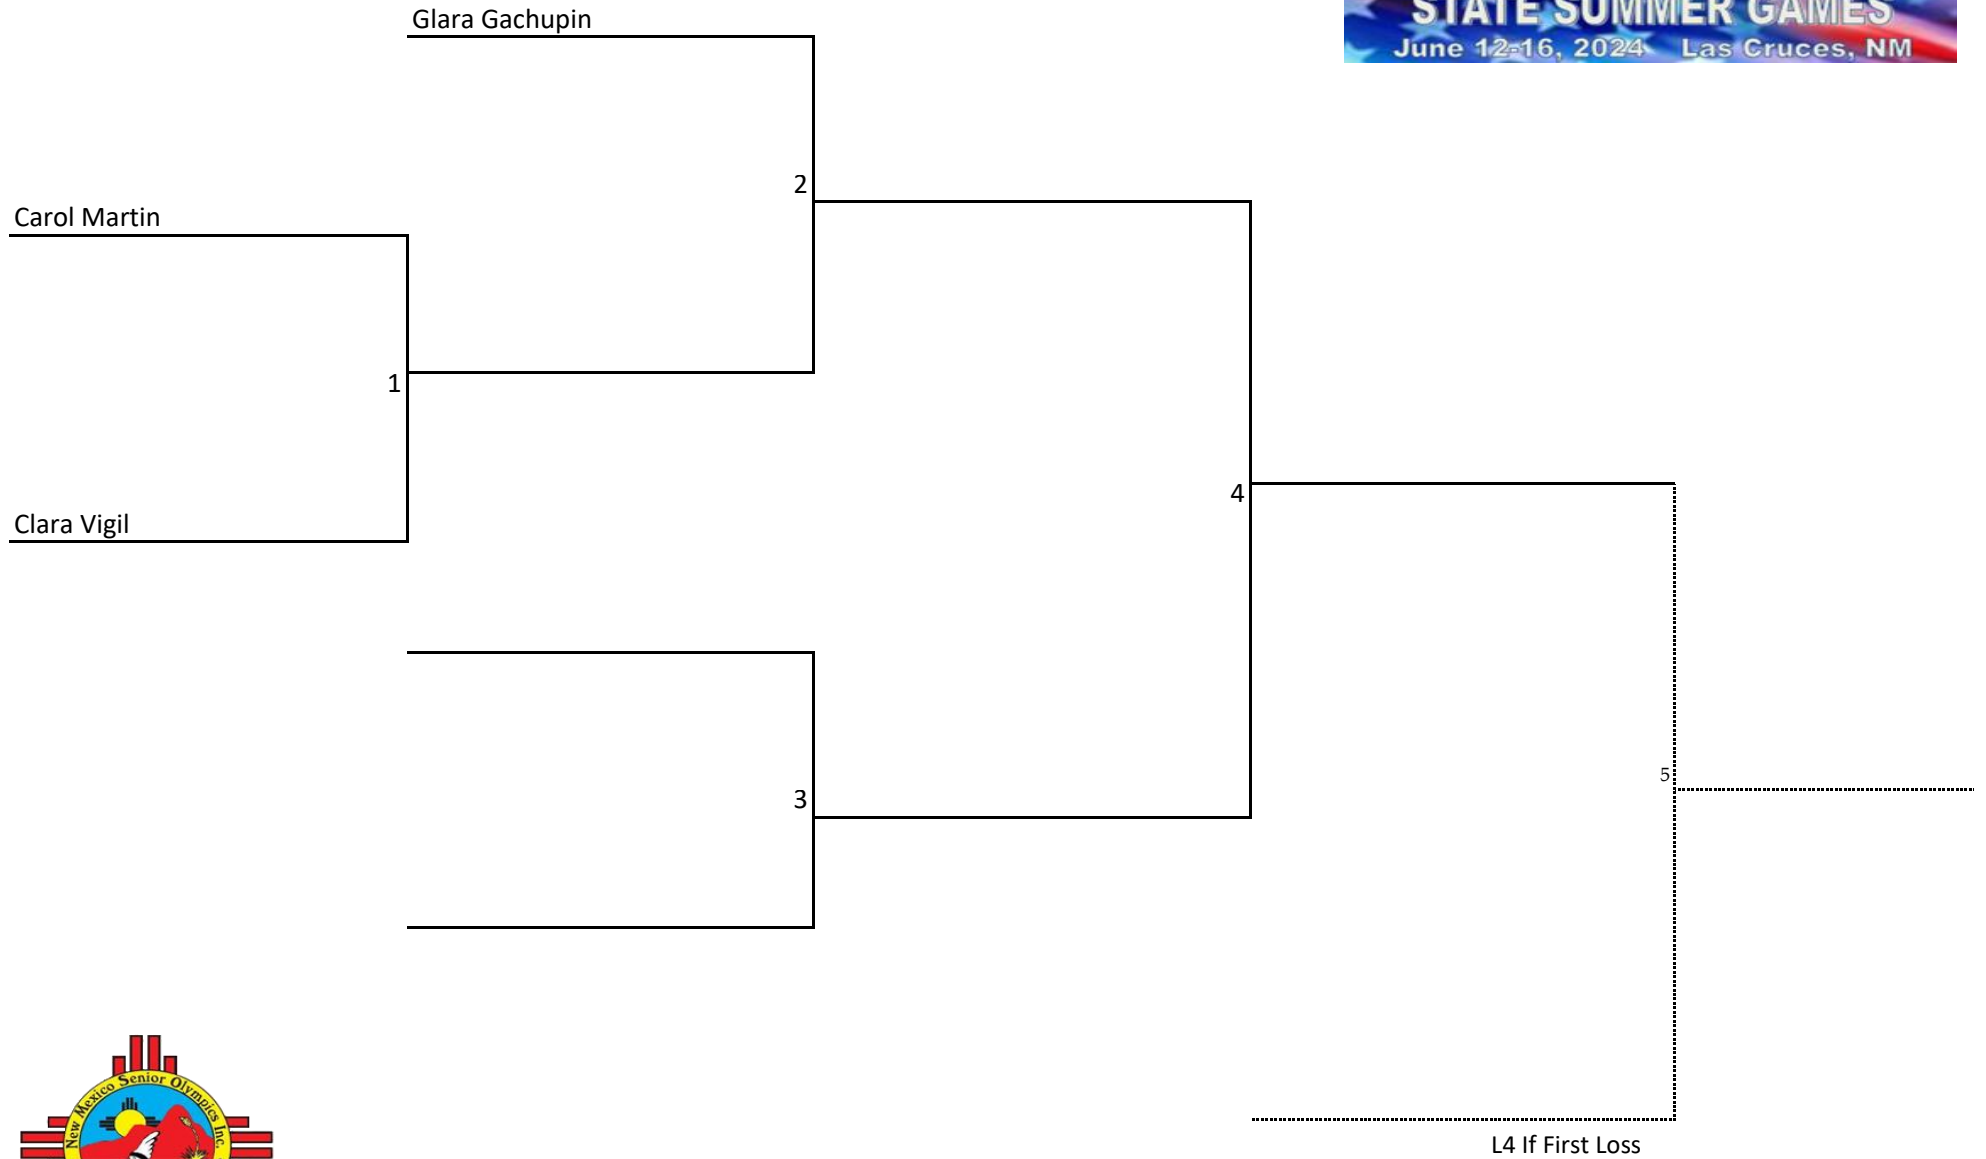 Glara Gachupin
STATE SUMMER GAMES
June 12-16, 2024 Las Cruces, NM
2
Carol Martin
1
4
Clara Vigil
5
3
New Mexico Senior Olympics Inc.
L4 If First Loss